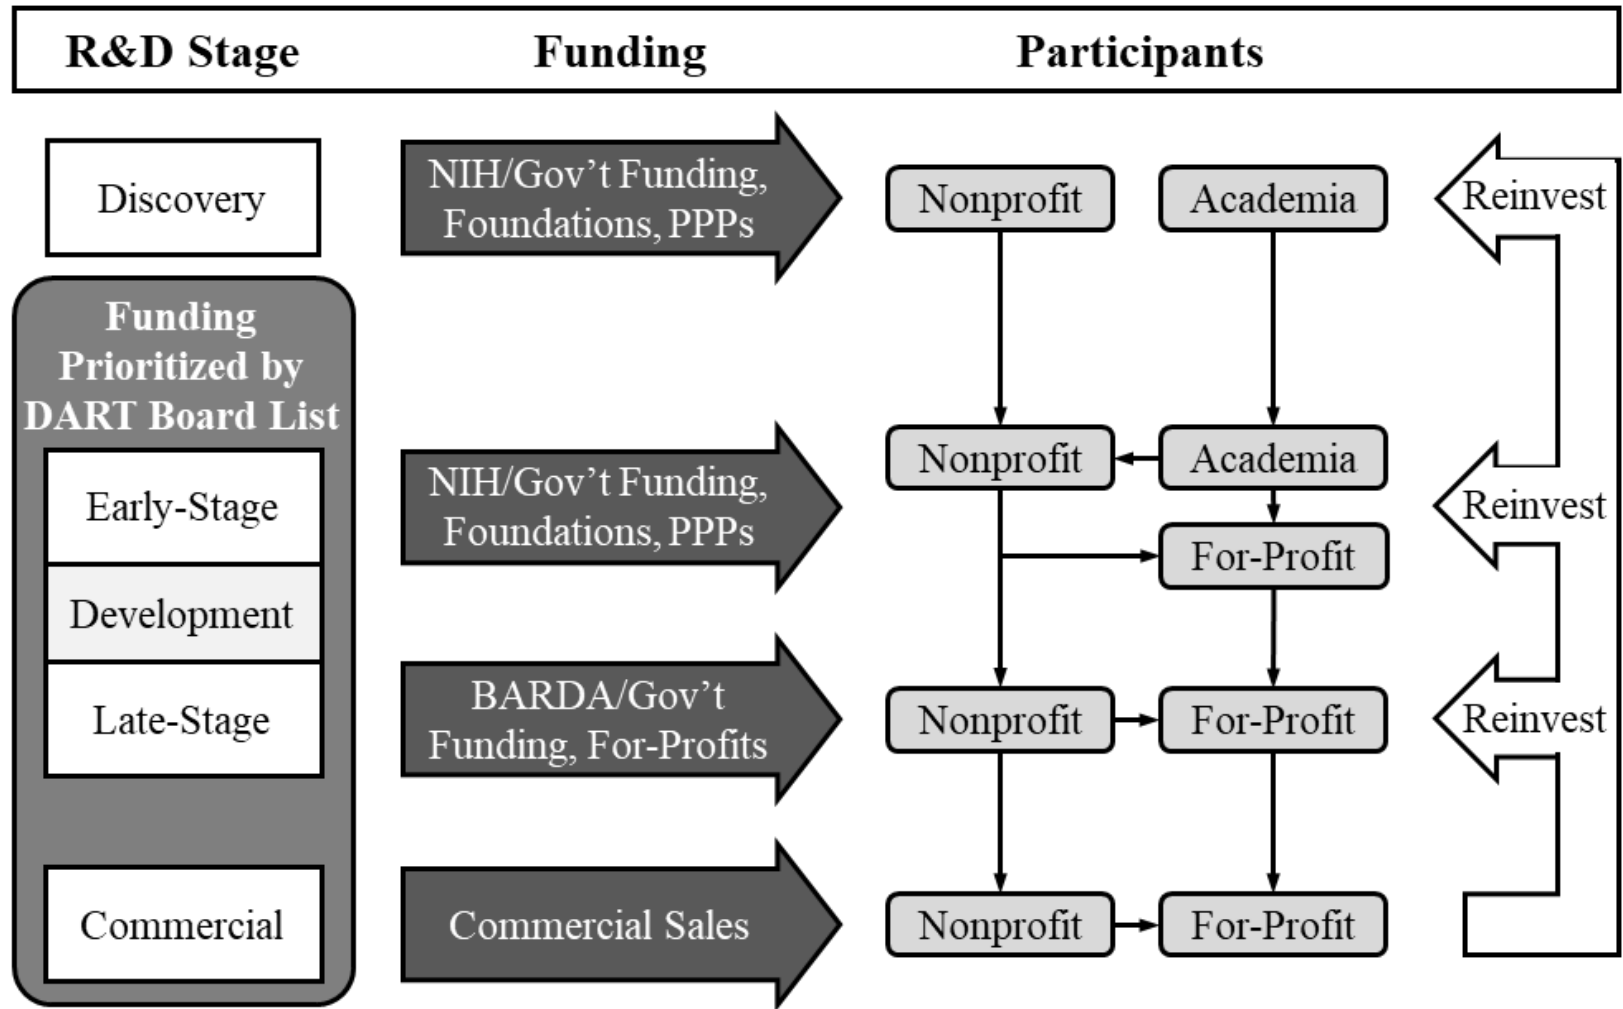 R&D Stage Funding Participants
Discovery
NIH/Gov’t Funding,
Foundations, PPPs
Nonprofit
Academia
Reinvest
Funding
Prioritized by
DART Board List
Early-Stage
Development
Late-Stage
NIH/Gov’t Funding,
Foundations, PPPs
Nonprofit
Academia
For-Profit
Reinvest
BARDA/Gov’t
Funding, For-Profits
Nonprofit
For-Profit
Reinvest
Commercial
Commercial Sales
Nonprofit
For-Profit